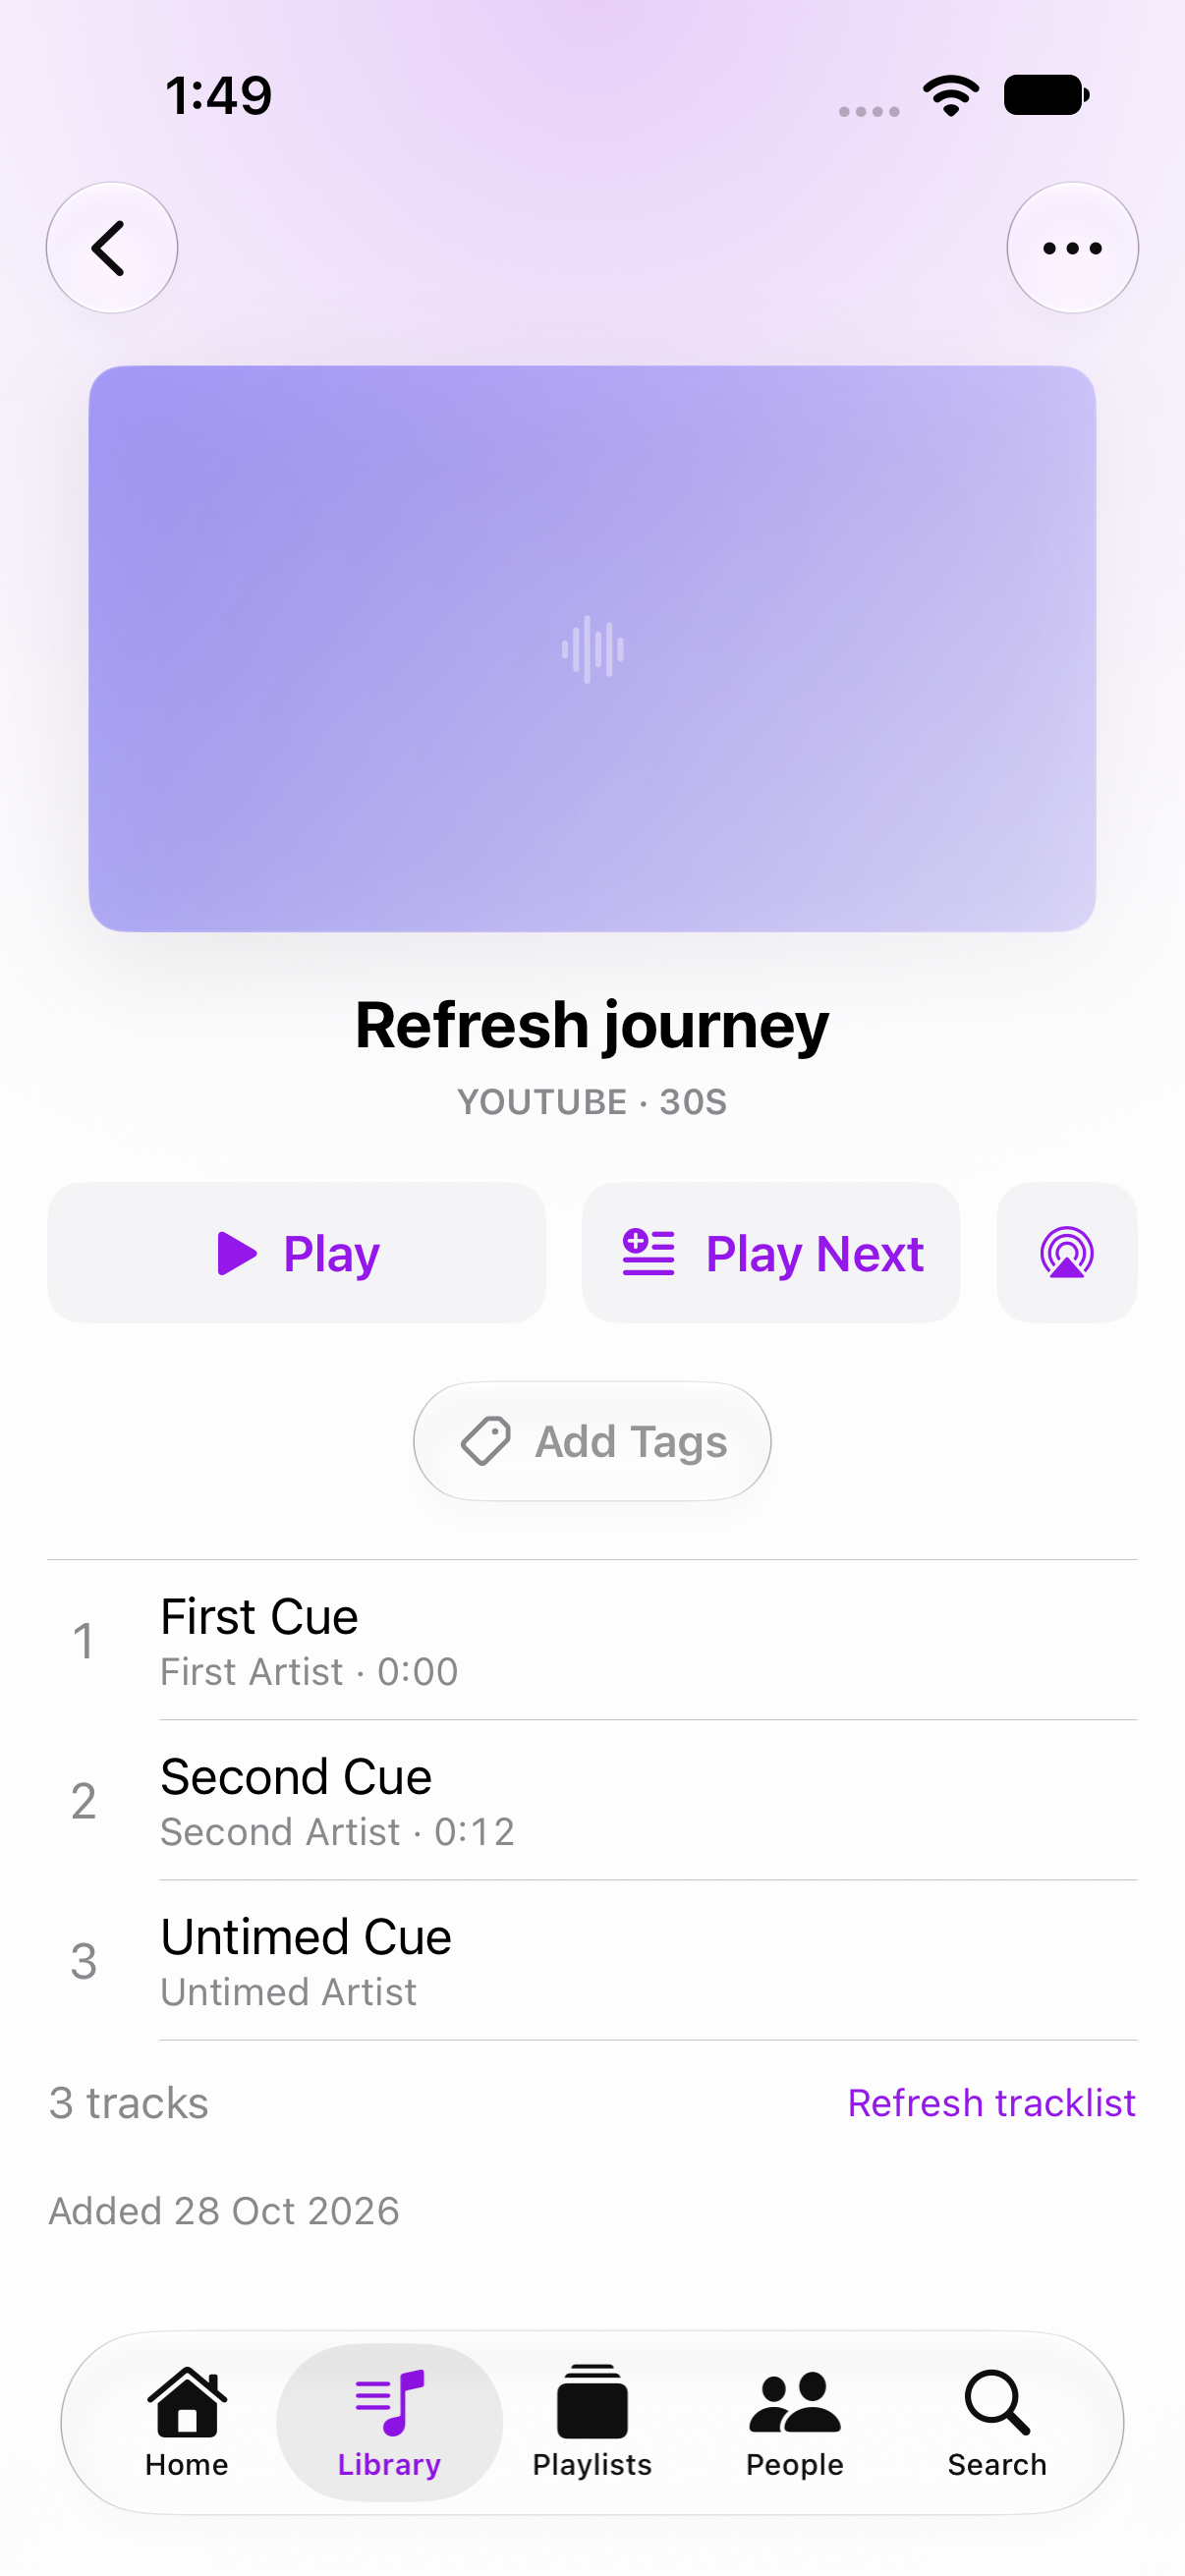 1:49
Refresh journey
YOUTUBE · 30S
Play
Play Next
Add Tags
1
First Cue
First Artist · 0:00
2
Second Cue
Second Artist · 0:12
3
Untimed Cue
Untimed Artist
3 tracks
Refresh tracklist
Added 28 Oct 2026
Home
Library
Playlists
People
Search